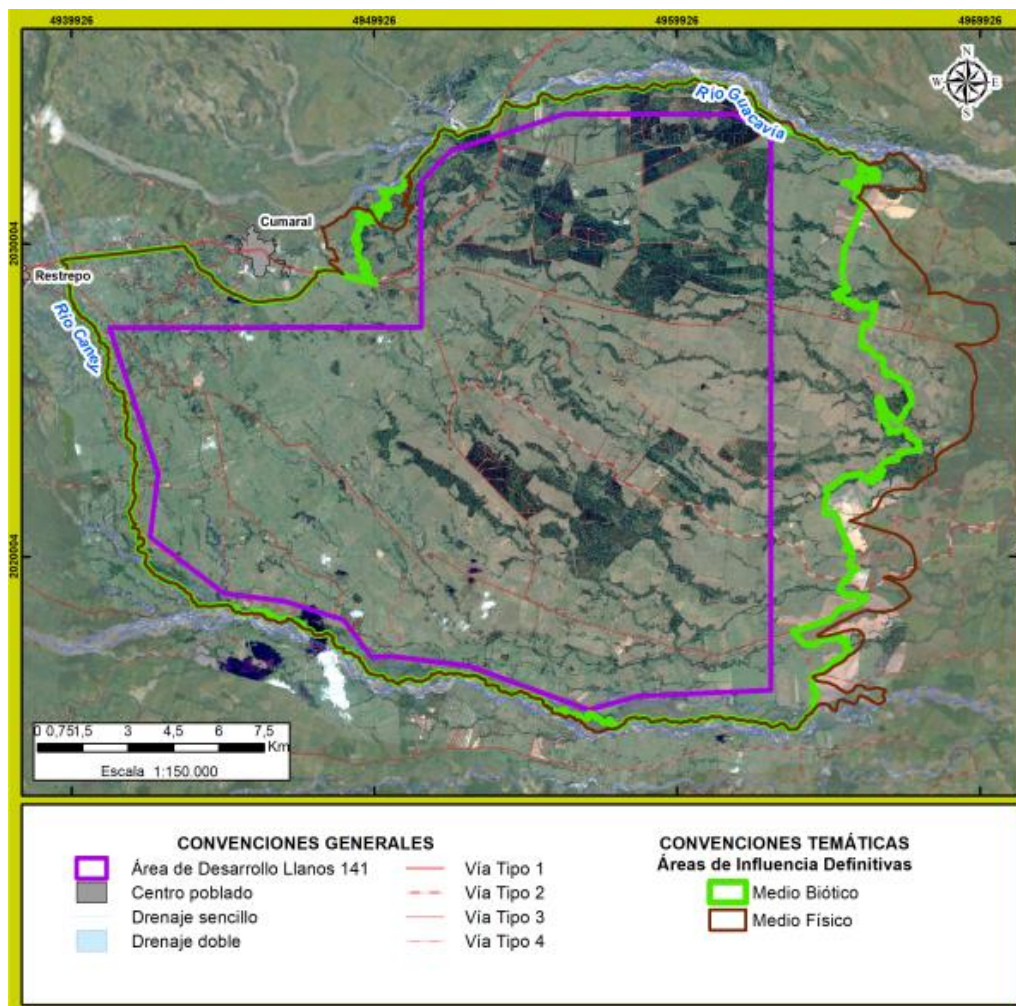 4939926
4949926
4959926
4969926
N
W
E
S
Río Guacavía
Cumaral
2030004
Restrepo
Río Caney
2020004
0 0,751,5 3 4,5 6 7,5
Km
Escala 1:150.000
CONVENCIONES GENERALES
Área de Desarrollo Llanos 141
Centro poblado
Drenaje sencillo
Drenaje doble
Vía Tipo 1
Vía Tipo 2
Vía Tipo 3
Vía Tipo 4
CONVENCIONES TEMÁTICAS
Áreas de Influencia Definitivas
Medio Biótico
Medio Físico